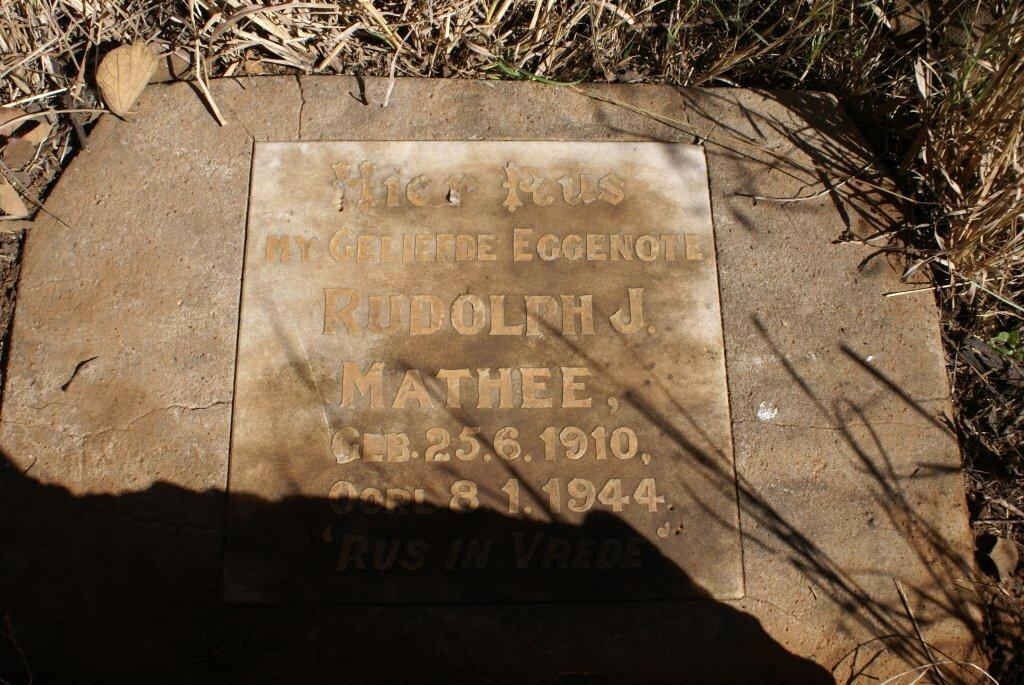 Hier Rus
MY GELIEFDE EGGENOTE
RUDOLPH J.
MATHEE,
GEB. 25.6.1910,
OORL 8.1.1944.
"RUS IN VREDE"